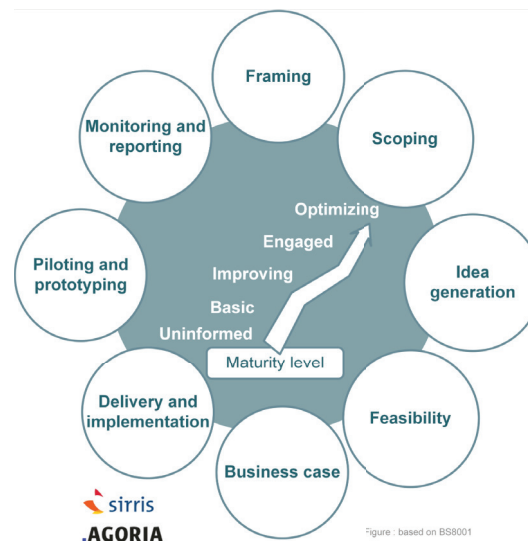 Framing
Monitoring and
reporting
Scoping
Optimizing
Engaged
Piloting and
prototyping
Improving
Idea
generation
Basic
Uninformed
Maturity level
Delivery and
implementation
Feasibility
Business case
sirris
.AGORIA
Figure : based on BS8001